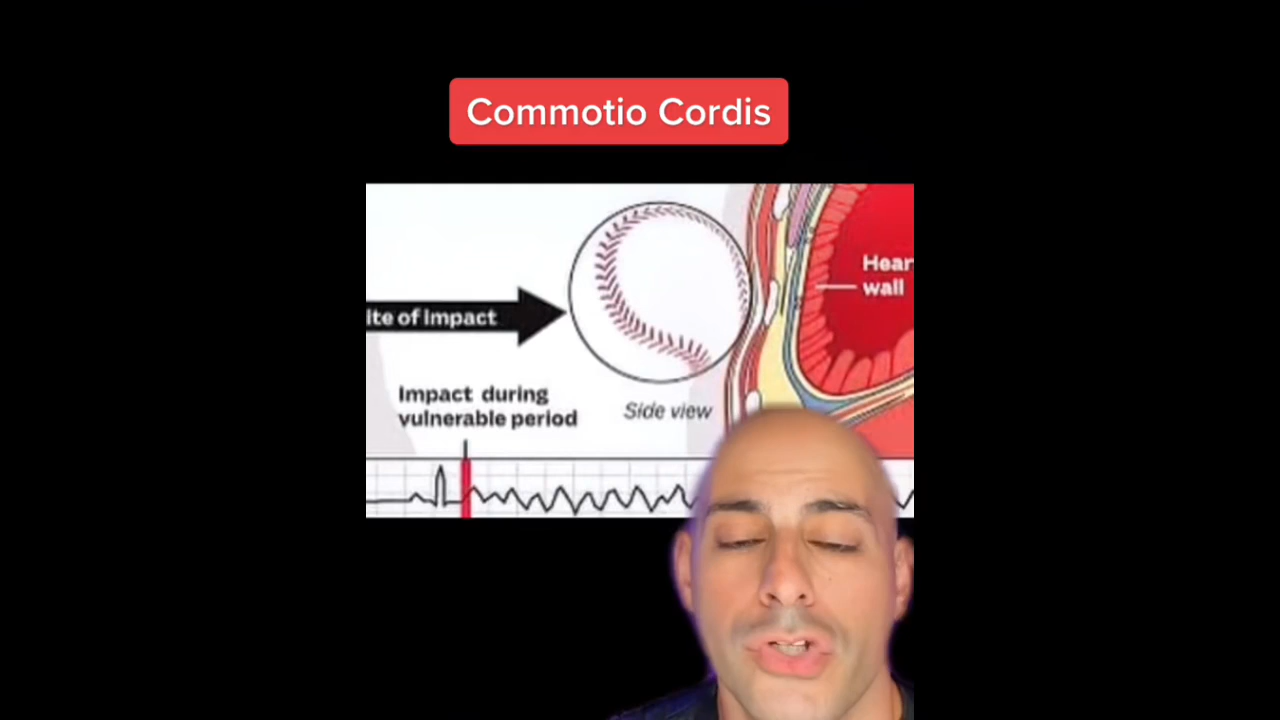 Commotio Cordis
Hear
wall
ite of Impact
Impact during
vulnerable period
Side view